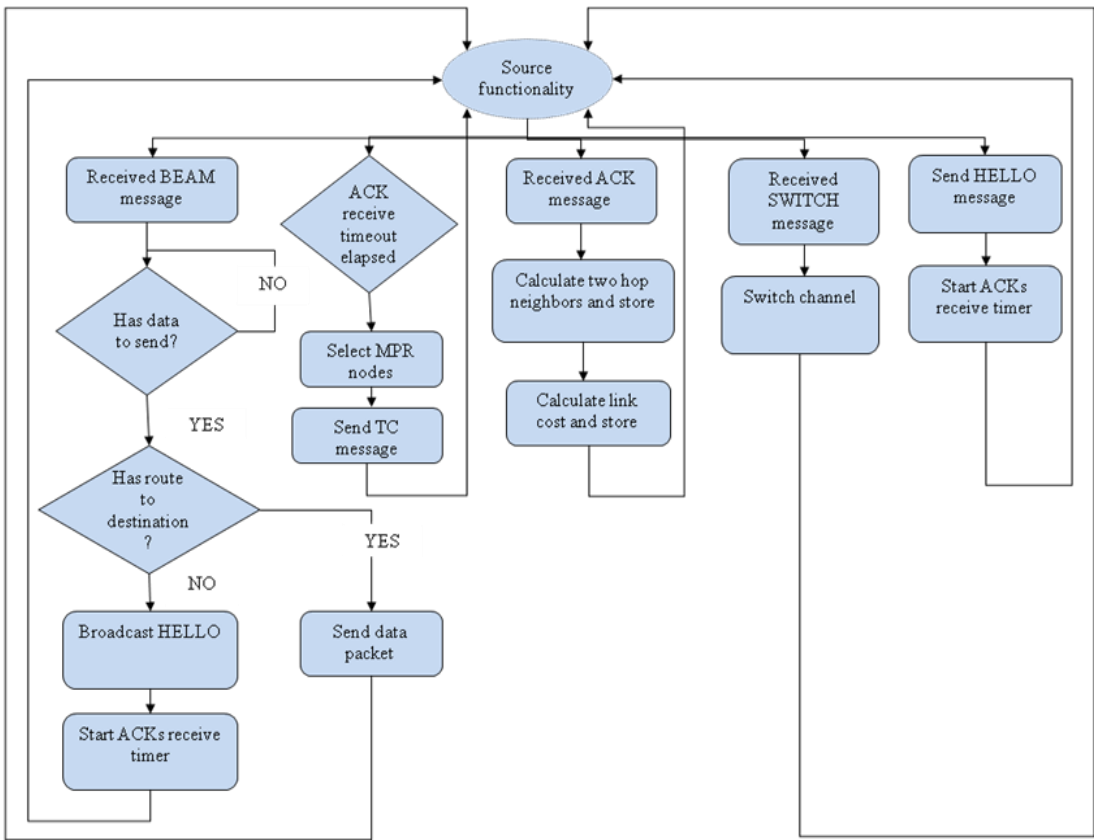 Source
functionality
Received BEAM
message
ACK
receive
timeout
elapsed
Received ACK
message
Received
SWITCH
message
Send HELLO
message
NO
Has data
to send?
Calculate two hop
neighbors and store
Switch channel
Start ACKs
receive timer
Select MPR
nodes
Calculate link
cost and store
YES
Send TC
message
Has route
to
destination
?
YES
NO
Broadcast HELLO
Send data
packet
Start ACKs receive
timer